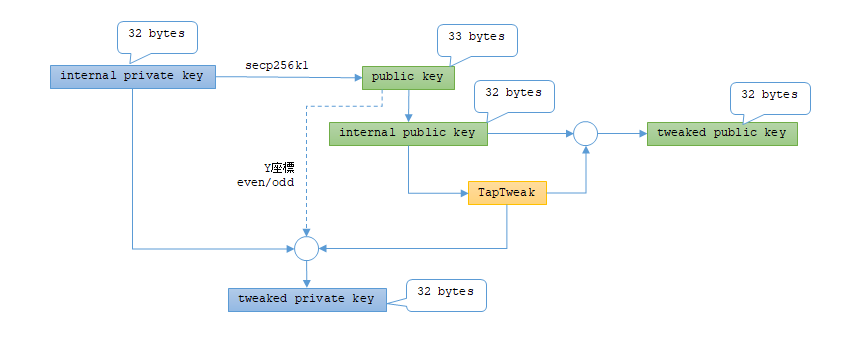 32 bytes
33 bytes
internal private key
secp256k1
public key
32 bytes
32 bytes
internal public key
tweaked public key
Y座標
even/odd
TapTweak
tweaked private key
32 bytes